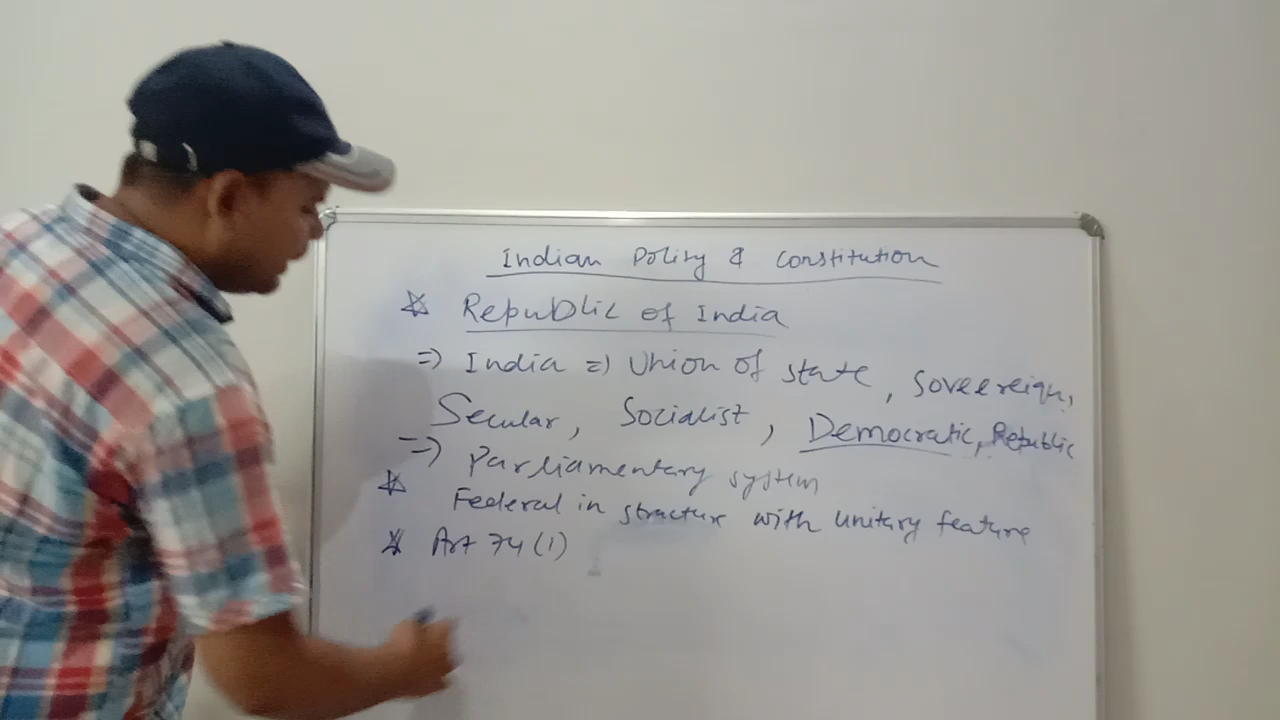 Indian Polity & Constitution
☆ Republic of India
⇒ India ⇒ Union of state, Sovereign,
Secular, Socialist, Democratic, Republic
⇒ Parliamentary system
☆ Federal in structure with unitary feature
☆ Art 74 (1)